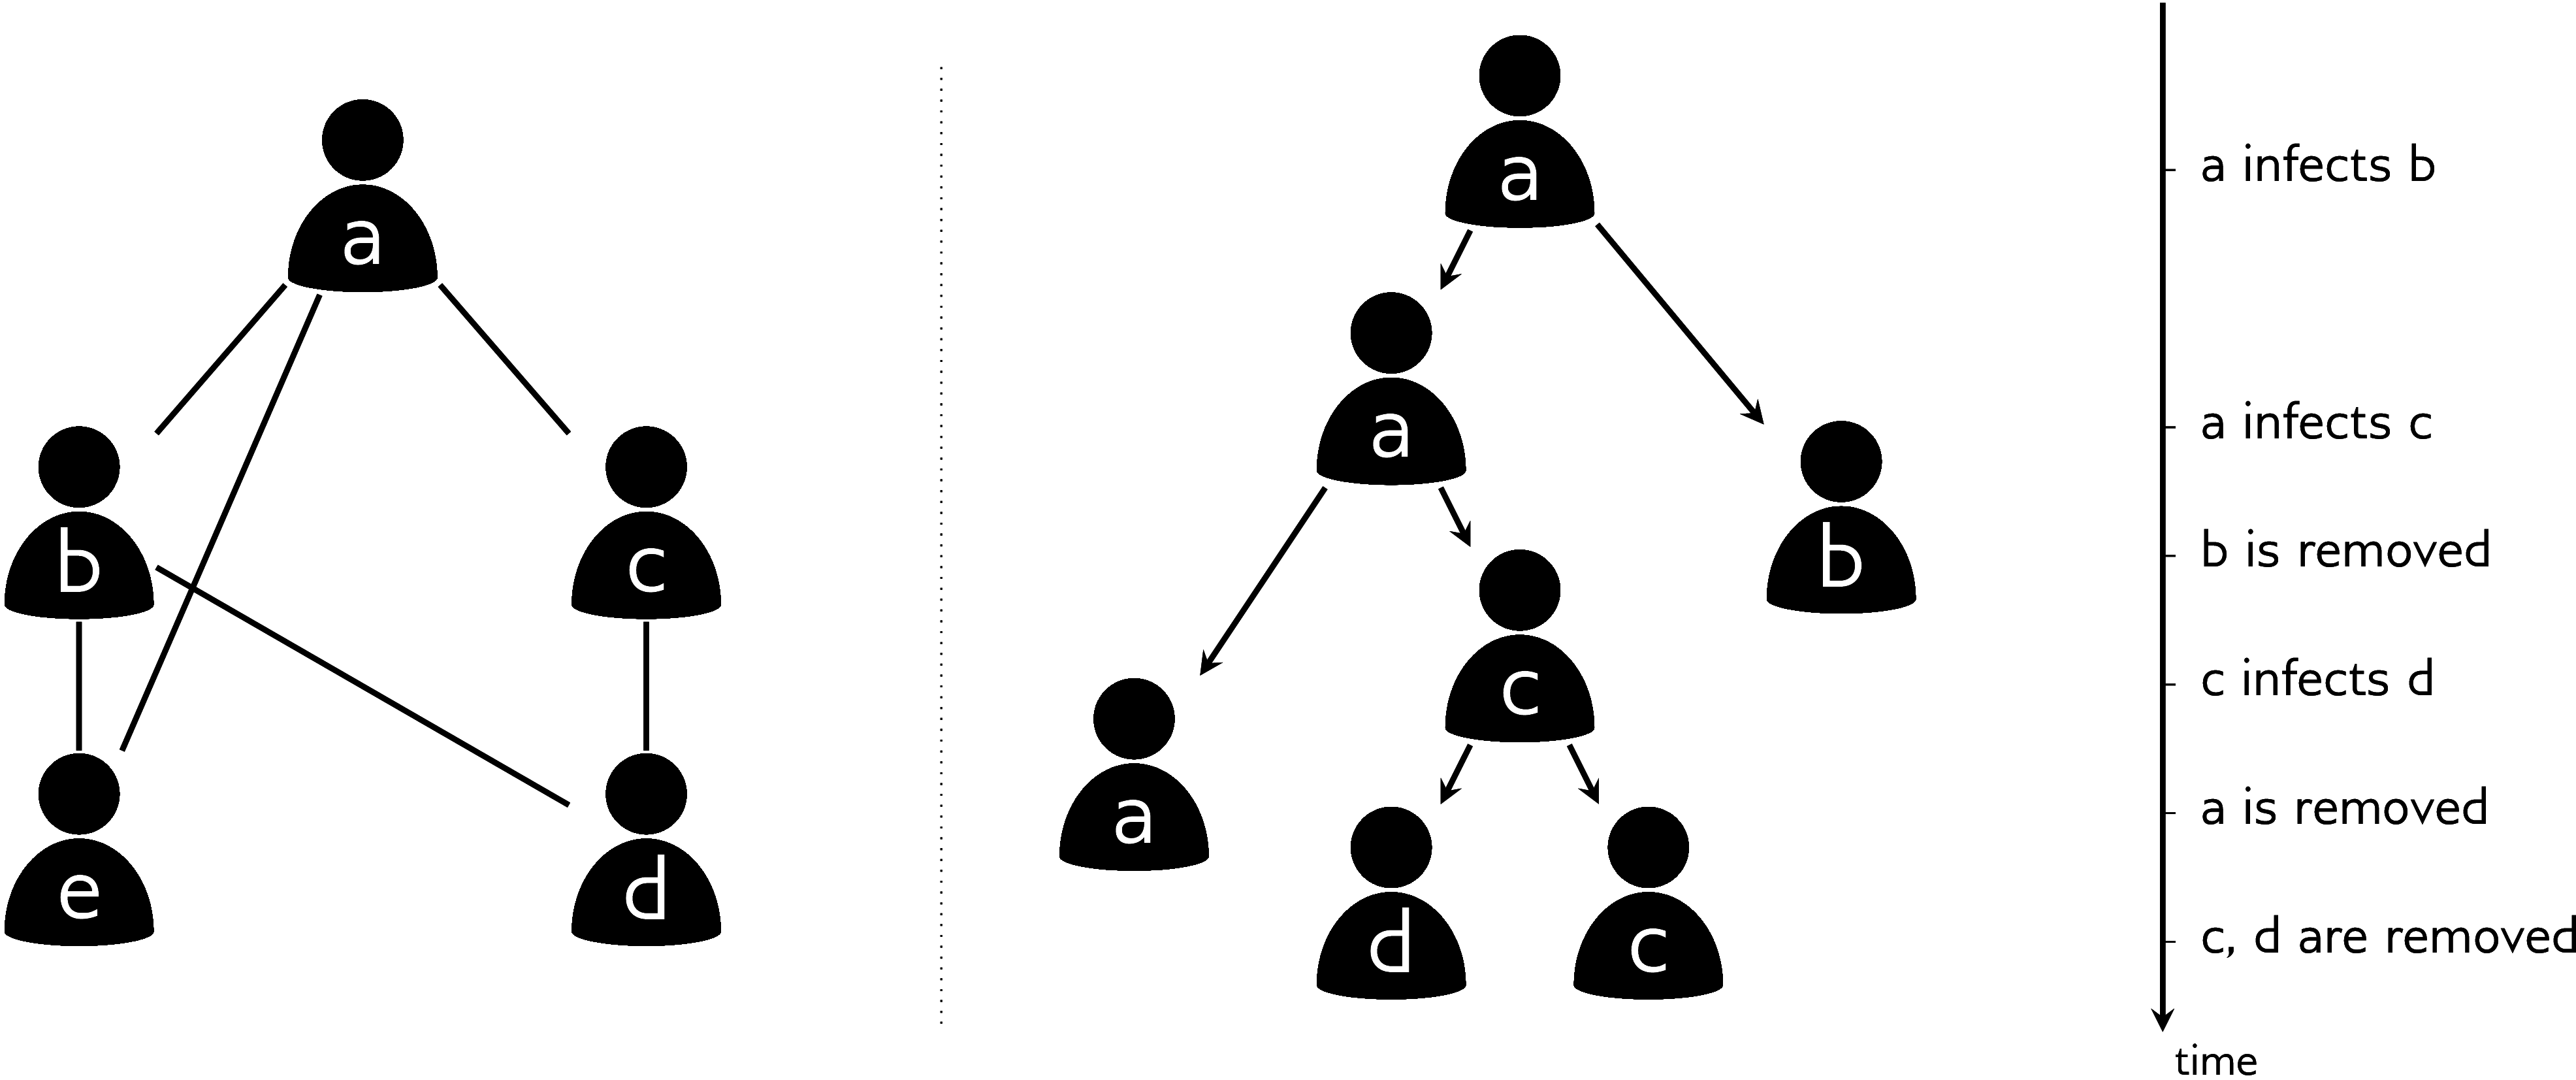 a
b
c
e
d
a
a
b
c
a
d
c
a infects b
a infects c
b is removed
c infects d
a is removed
c, d are removed
time